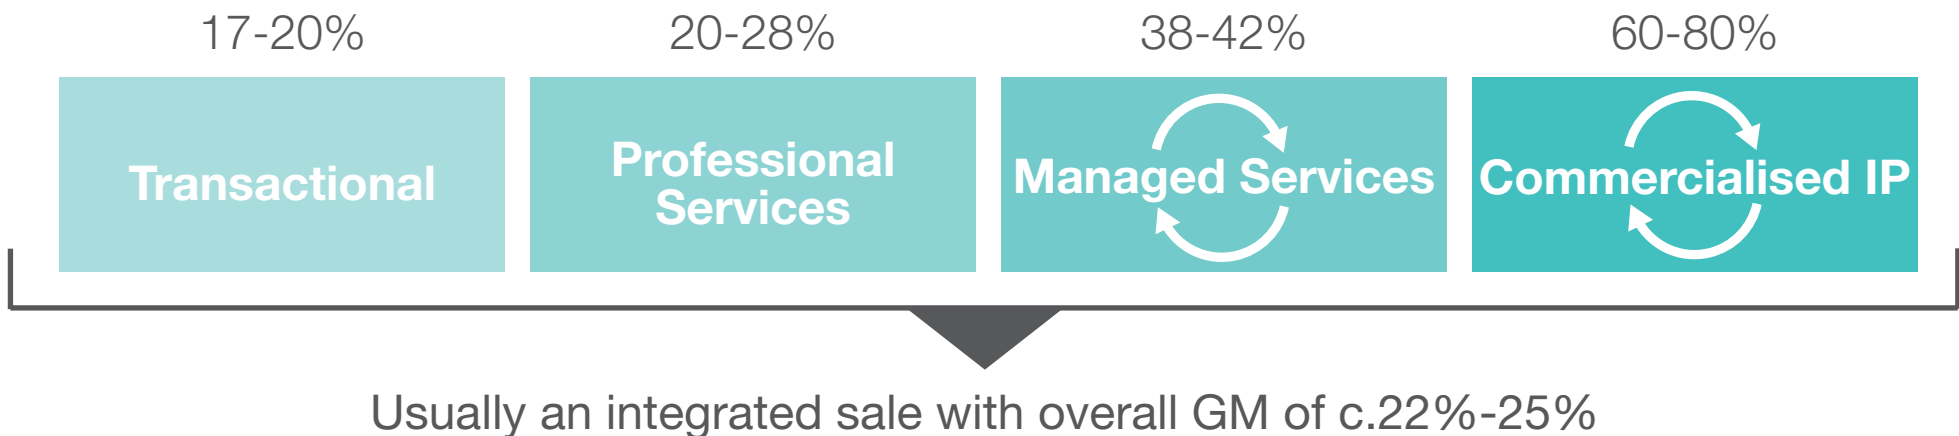 17-20%
20-28%
38-42%
60-80%
Transactional
Professional
Services
Managed Services
Commercialised IP
Usually an integrated sale with overall GM of c.22%-25%